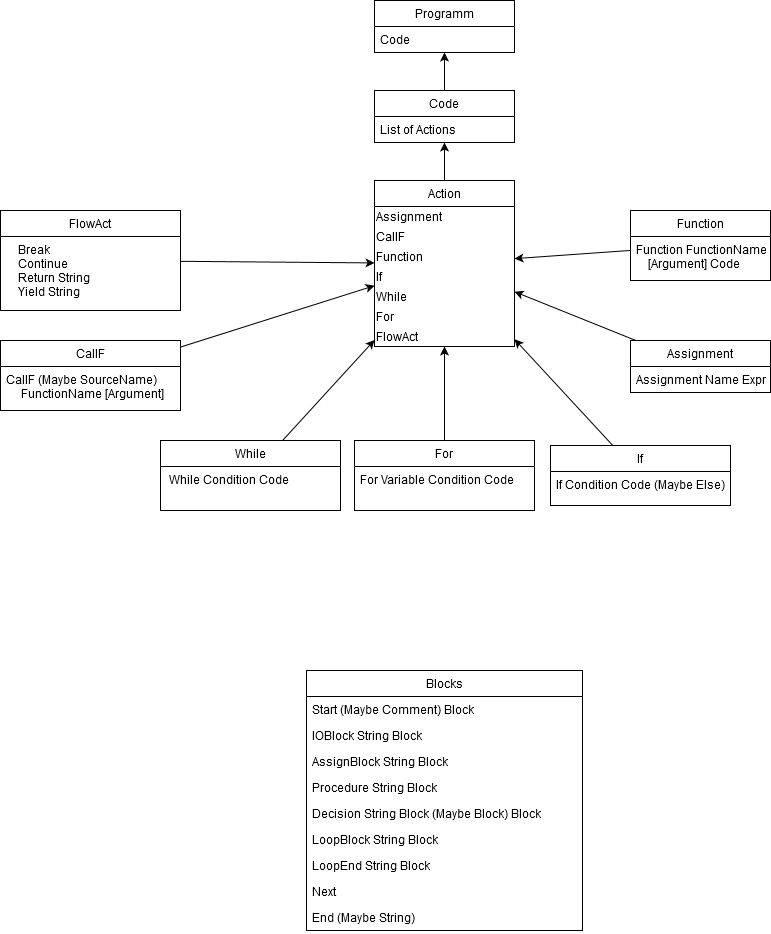 Programm
Code
Code
List of Actions
Action
Assignment
CallF
Function
If
While
For
FlowAct
FlowAct
Break
Continue
Return String
Yield String
Function
Function FunctionName
[Argument] Code
CallF
CallF (Maybe SourceName)
FunctionName [Argument]
Assignment
Assignment Name Expr
While
While Condition Code
For
For Variable Condition Code
If
If Condition Code (Maybe Else)
Blocks
Start (Maybe Comment) Block
IOBlock String Block
AssignBlock String Block
Procedure String Block
Decision String Block (Maybe Block) Block
LoopBlock String Block
LoopEnd String Block
Next
End (Maybe String)